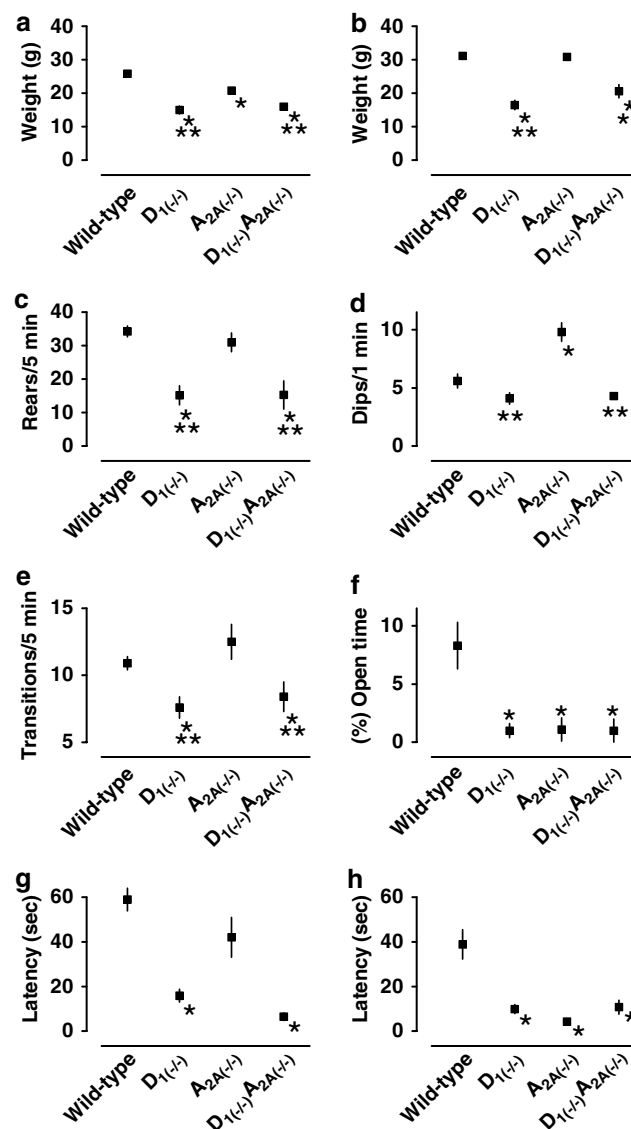 a
Weight (g)
40
30
20
10
0
*
**
*
*
**
Wild-type
D1(-/-)
A2A(-/-)
D1(-/-)A2A(-/-)
b
Weight (g)
40
30
20
10
0
*
**
*
*
Wild-type
D1(-/-)
A2A(-/-)
D1(-/-)A2A(-/-)
c
Rears/5 min
40
30
20
10
0
*
**
*
**
Wild-type
D1(-/-)
A2A(-/-)
D1(-/-)A2A(-/-)
d
Dips/1 min
10
5
0
**
*
**
Wild-type
D1(-/-)
A2A(-/-)
D1(-/-)A2A(-/-)
e
Transitions/5 min
15
10
5
*
**
*
**
Wild-type
D1(-/-)
A2A(-/-)
D1(-/-)A2A(-/-)
f
(%) Open time
10
5
0
*
*
*
Wild-type
D1(-/-)
A2A(-/-)
D1(-/-)A2A(-/-)
g
Latency (sec)
60
40
20
0
*
*
Wild-type
D1(-/-)
A2A(-/-)
D1(-/-)A2A(-/-)
h
Latency (sec)
60
40
20
0
*
*
*
Wild-type
D1(-/-)
A2A(-/-)
D1(-/-)A2A(-/-)